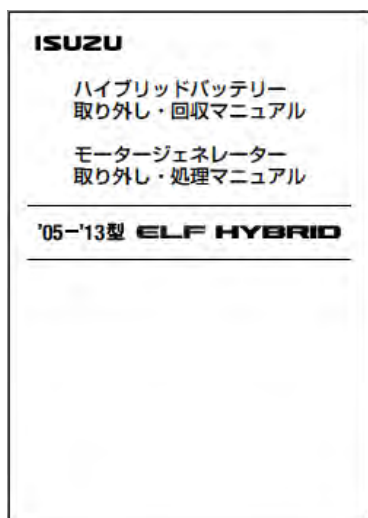 ISUZU
ハイブリッドバッテリー
取り外し・回収マニュアル
モータージェネレーター
取り外し・処理マニュアル
'05−'13型 ELF HYBRID